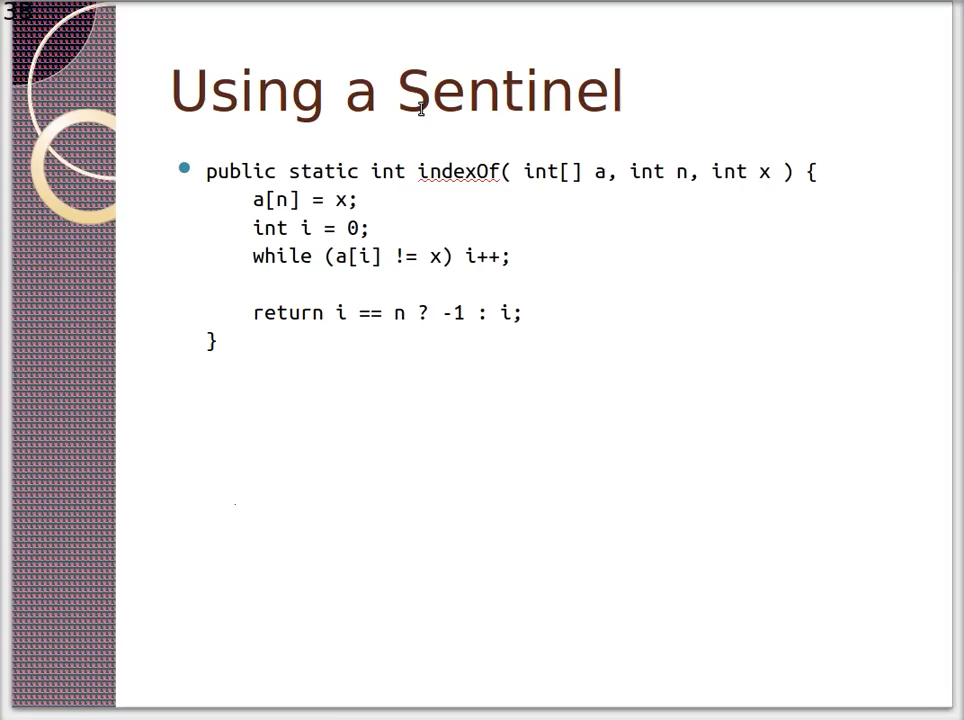 Using a Sentinel
public static int indexOf( int[] a, int n, int x ) {
a[n] = x;
int i = 0;
while (a[i] != x) i++;
return i == n ? -1 : i;
}